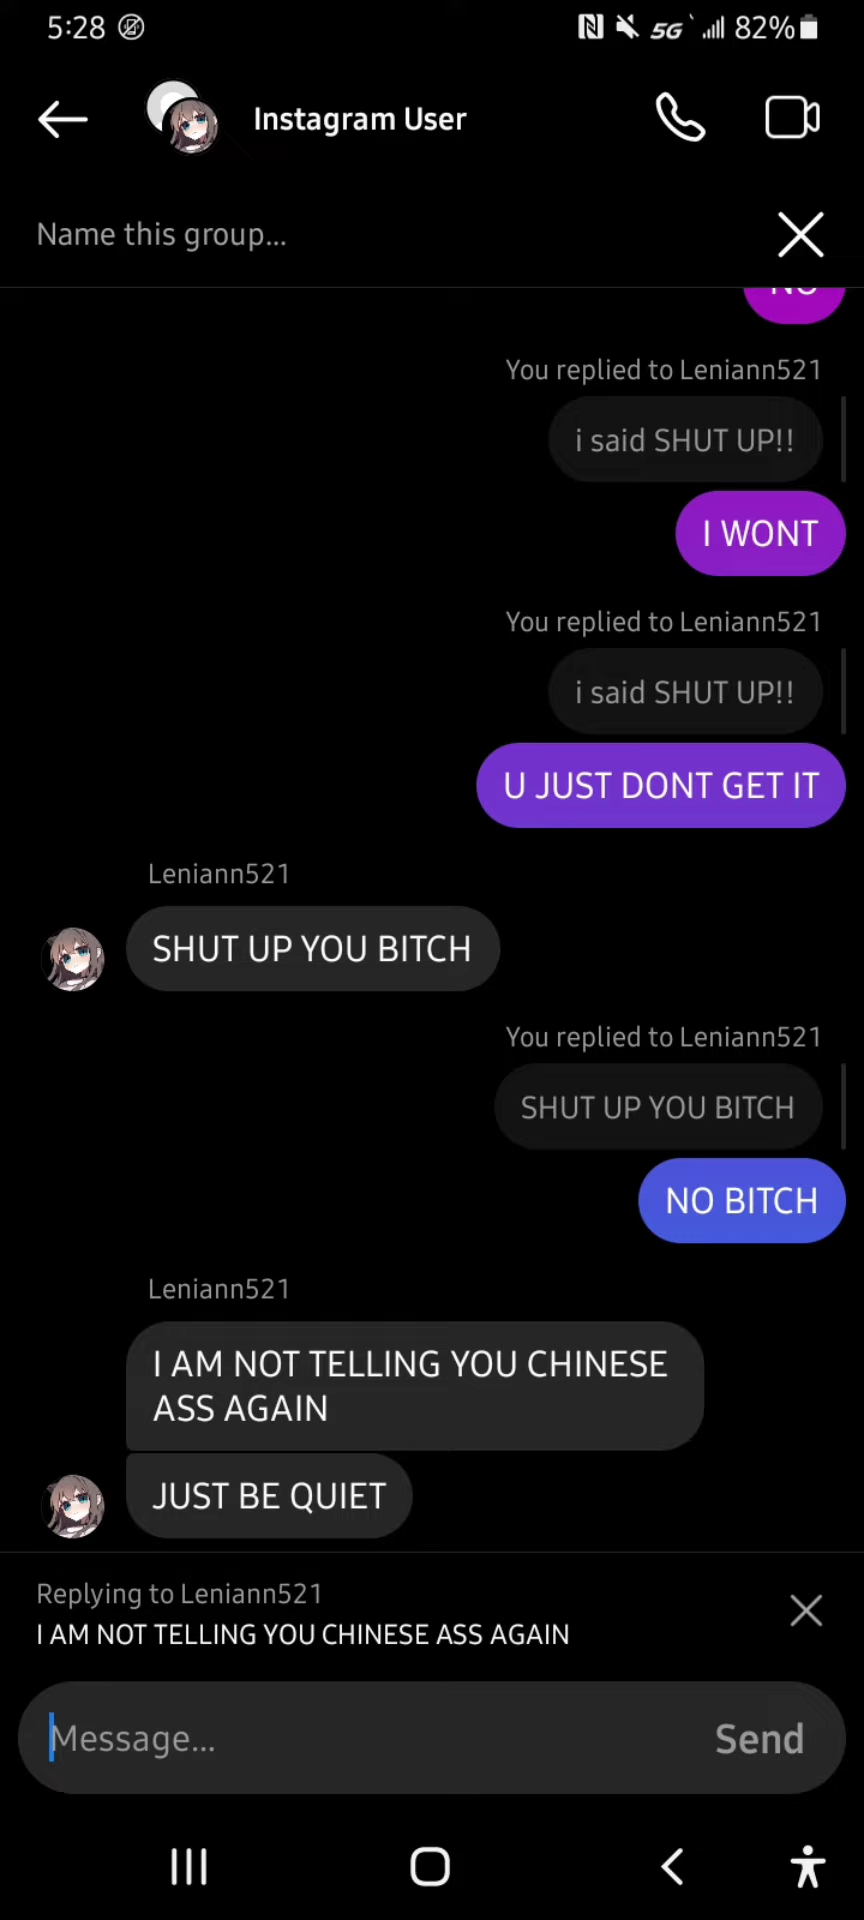 5:28
5G 82%
Instagram User
Name this group...
NO
You replied to Leniann521
i said SHUT UP!!
I WONT
You replied to Leniann521
i said SHUT UP!!
U JUST DONT GET IT
Leniann521
SHUT UP YOU BITCH
You replied to Leniann521
SHUT UP YOU BITCH
NO BITCH
Leniann521
I AM NOT TELLING YOU CHINESE
ASS AGAIN
JUST BE QUIET
Replying to Leniann521
I AM NOT TELLING YOU CHINESE ASS AGAIN
Message...
Send